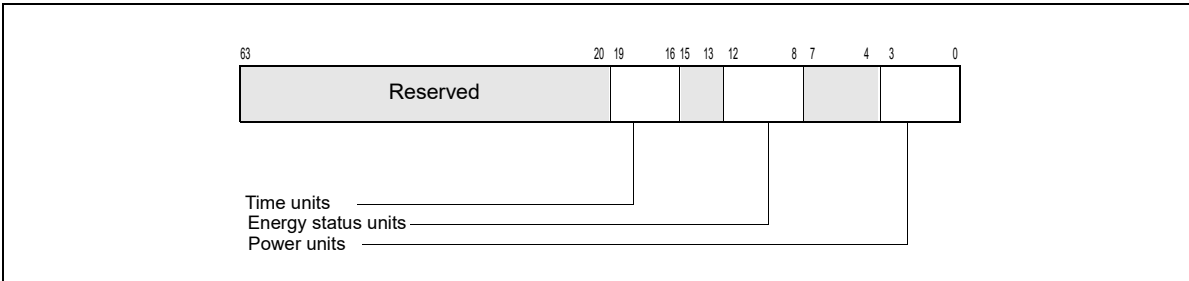 63 20 19 16 15 13 12 8 7 4 3 0
Reserved
Time units
Energy status units
Power units